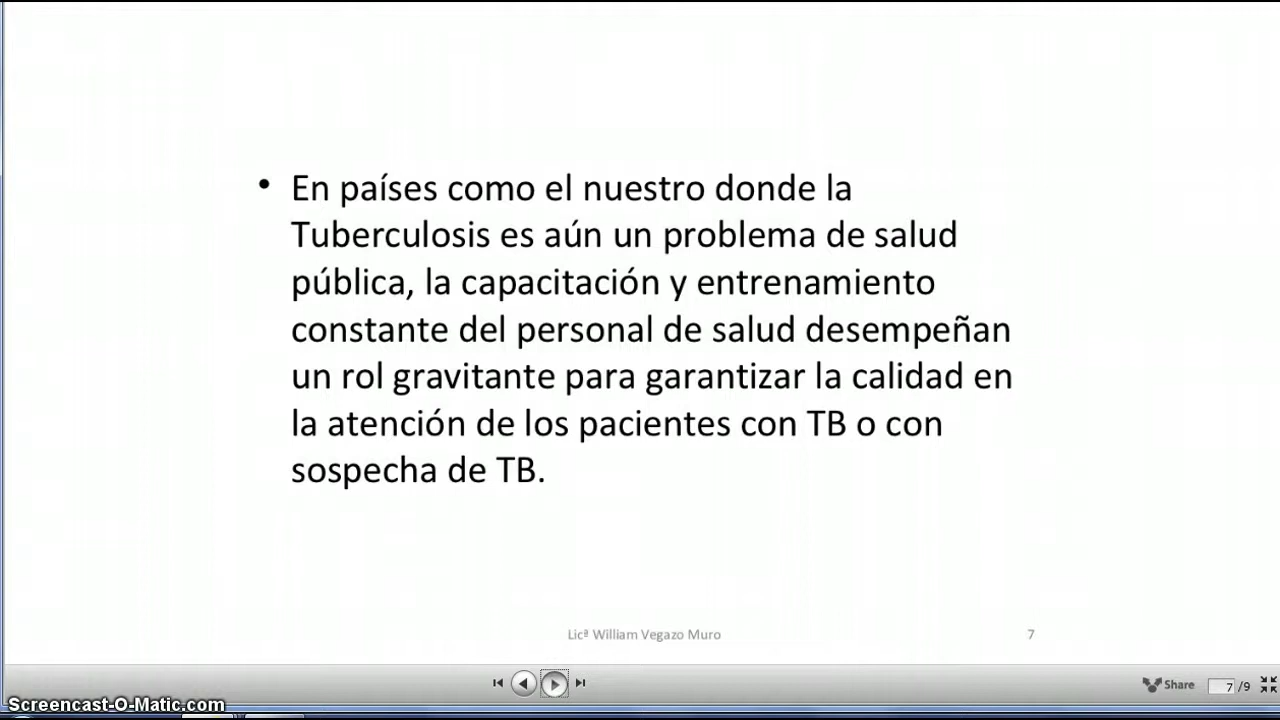 • En países como el nuestro donde la
Tuberculosis es aún un problema de salud
pública, la capacitación y entrenamiento
constante del personal de salud desempeñan
un rol gravitante para garantizar la calidad en
la atención de los pacientes con TB o con
sospecha de TB.
Licª William Vegazo Muro
7
Share
7 /9
Screencast-O-Matic.com